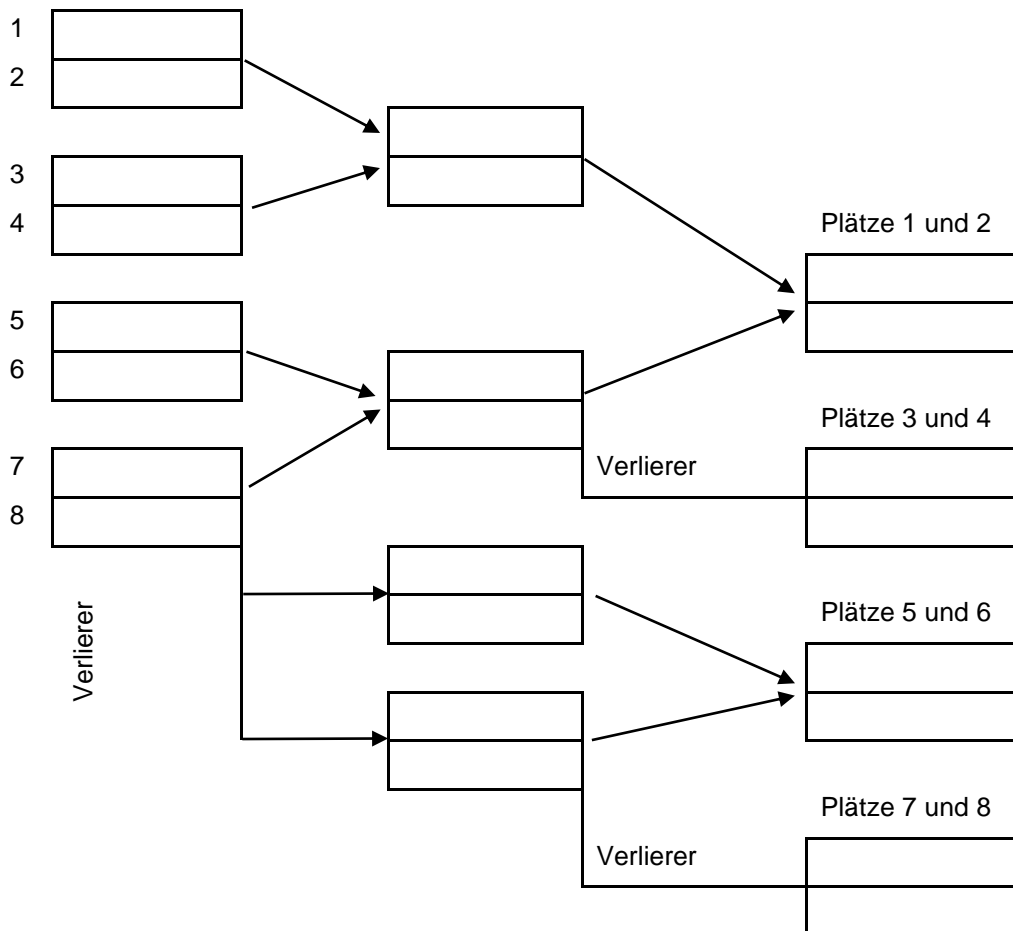 1
2
3
4
Plätze 1 und 2
5
6
Plätze 3 und 4
7
Verlierer
8
Verlierer
Plätze 5 und 6
Plätze 7 und 8
Verlierer